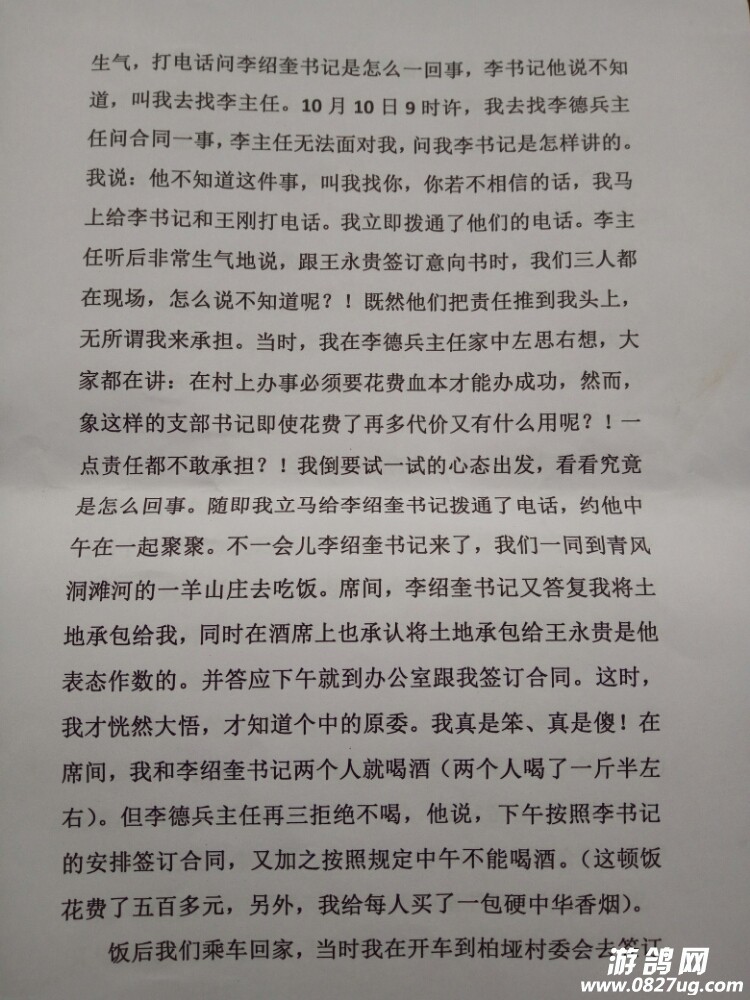 生气，打电话问李绍奎书记是怎么一回事，李书记他说不知
道，叫我去找李主任。10月10日9时许，我去找李德兵主
任问合同一事，李主任无法面对我，问我李书记是怎样讲的。
我说：他不知道这件事，叫我找你，你若不相信的话，我马
上给李书记和王刚打电话。我立即拨通了他们的电话。李主
任听后非常生气地说，跟王永贵签订意向书时，我们三人都
在现场，怎么说不知道呢？！既然他们把责任推到我头上，
无所谓我来承担。当时，我在李德兵主任家中左思右想，大
家都在讲：在村上办事必须要花费血本才能办成功，然而，
象这样的支部书记即使花费了再多代价又有什么用呢？！一
点责任都不敢承担？！我倒要试一试的心态出发，看看究竟
是怎么回事。随即我立马给李绍奎书记拨通了电话，约他中
午在一起聚聚。不一会儿李绍奎书记来了，我们一同到青风
洞滩河的一羊山庄去吃饭。席间，李绍奎书记又答复我将土
地承包给我，同时在酒席上也承认将土地承包给王永贵是他
表态作数的。并答应下午就到办公室跟我签订合同。这时，
我才恍然大悟，才知道个中的原委。我真是笨、真是傻！在
席间，我和李绍奎书记两个人就喝酒（两个人喝了一斤半左
右）。但李德兵主任再三拒绝不喝，他说，下午按照李书记
的安排签订合同，又加之按照规定中午不能喝酒。（这顿饭
花费了五百多元，另外，我给每人买了一包硬中华香烟）。
饭后我们乘车回家，当时我在开车到柏垭村委会去签订
游鸽网
www.0827ug.com